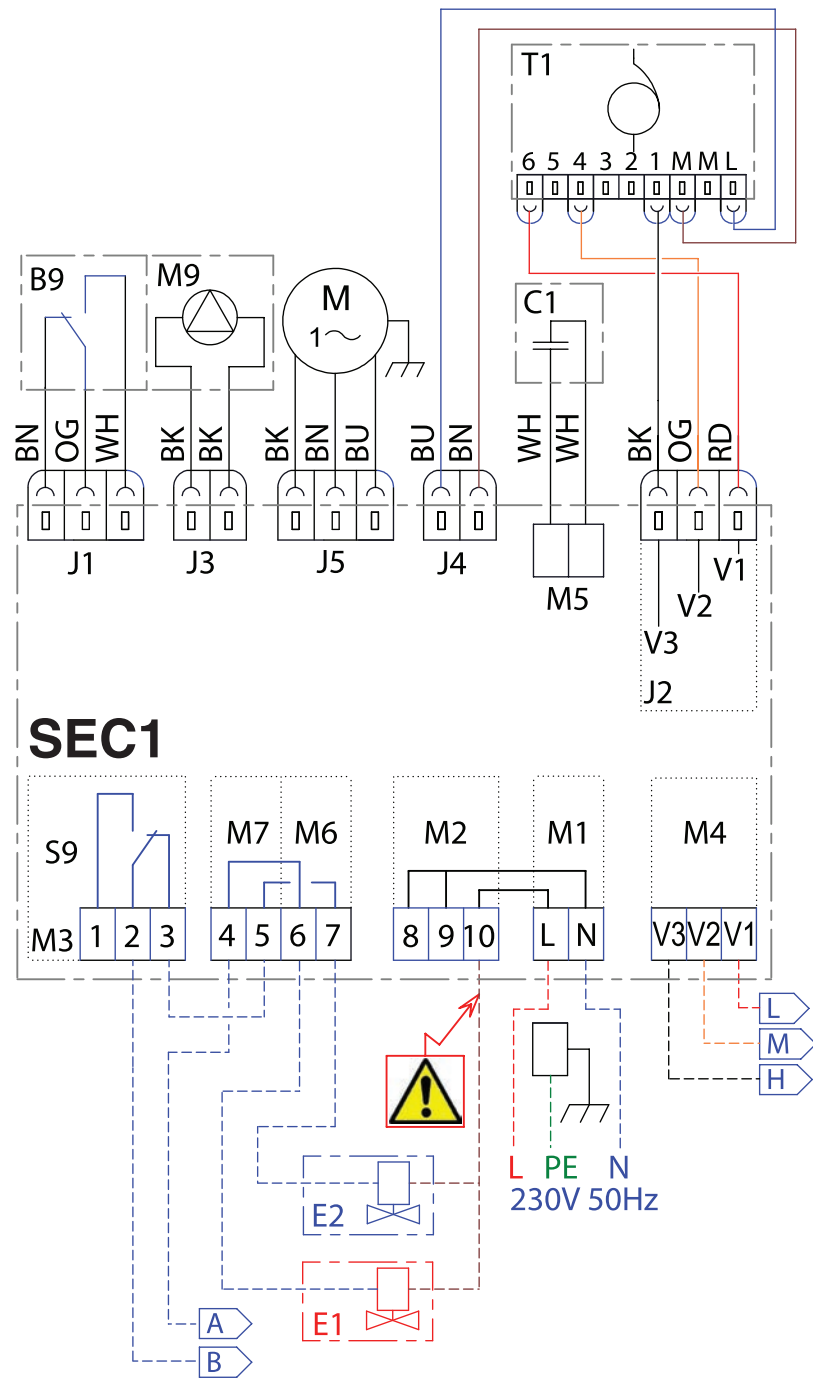 T1
6 5 4 3 2 1 M M L
B9
M9
M
1~
C1
BN OG WH
BK BK
BK BN BU
BU BN
WH WH
BK OG RD
J1
J3
J5
J4
M5
V1
V2
V3
J2
SEC1
S9
M7
M6
M2
M1
M4
M3
1 2 3
4 5 6 7
8 9 10
L N
V3 V2 V1
L
M
H
L PE N
230V 50Hz
E2
E1
A
B